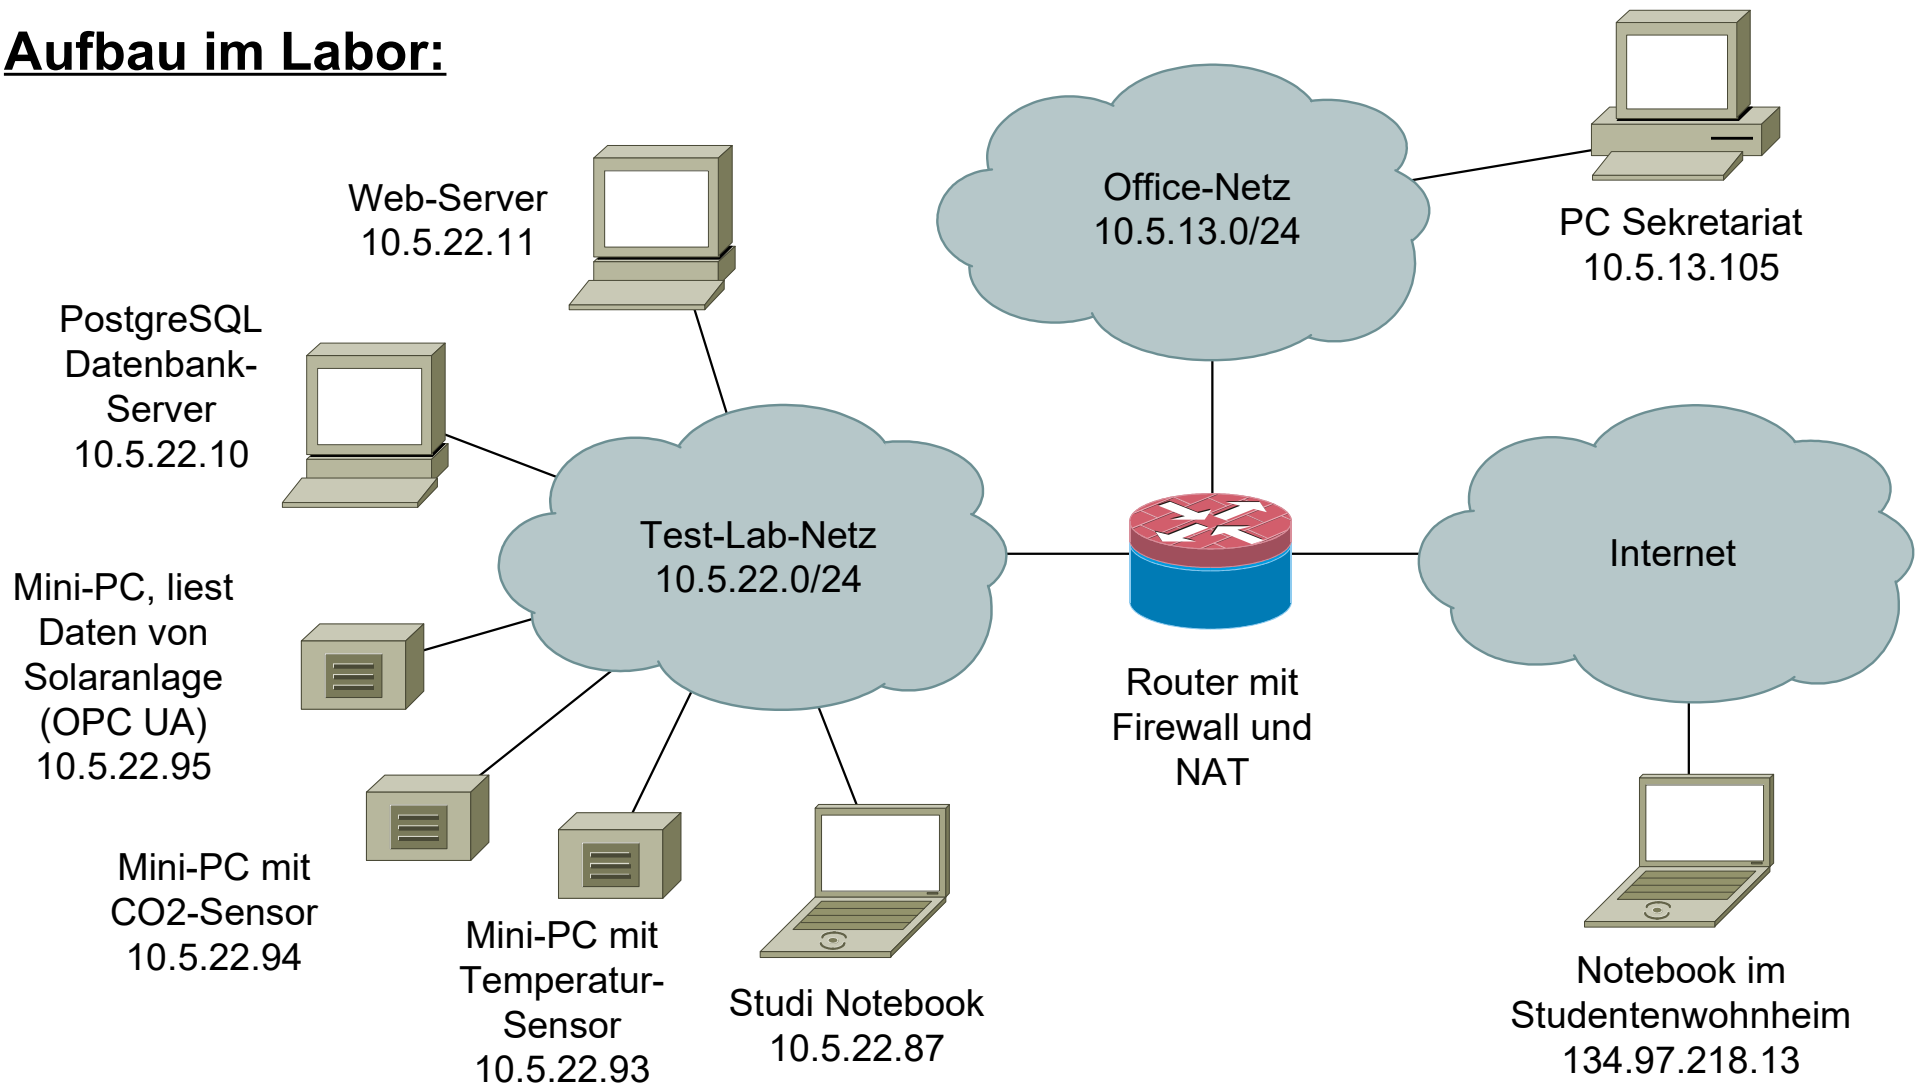 Aufbau im Labor:
Web-Server
10.5.22.11
PostgreSQL
Datenbank-
Server
10.5.22.10
Mini-PC, liest
Daten von
Solaranlage
(OPC UA)
10.5.22.95
Mini-PC mit
CO2-Sensor
10.5.22.94
Mini-PC mit
Temperatur-
Sensor
10.5.22.93
Studi Notebook
10.5.22.87
Test-Lab-Netz
10.5.22.0/24
Office-Netz
10.5.13.0/24
PC Sekretariat
10.5.13.105
Router mit
Firewall und
NAT
Internet
Notebook im
Studentenwohnheim
134.97.218.13